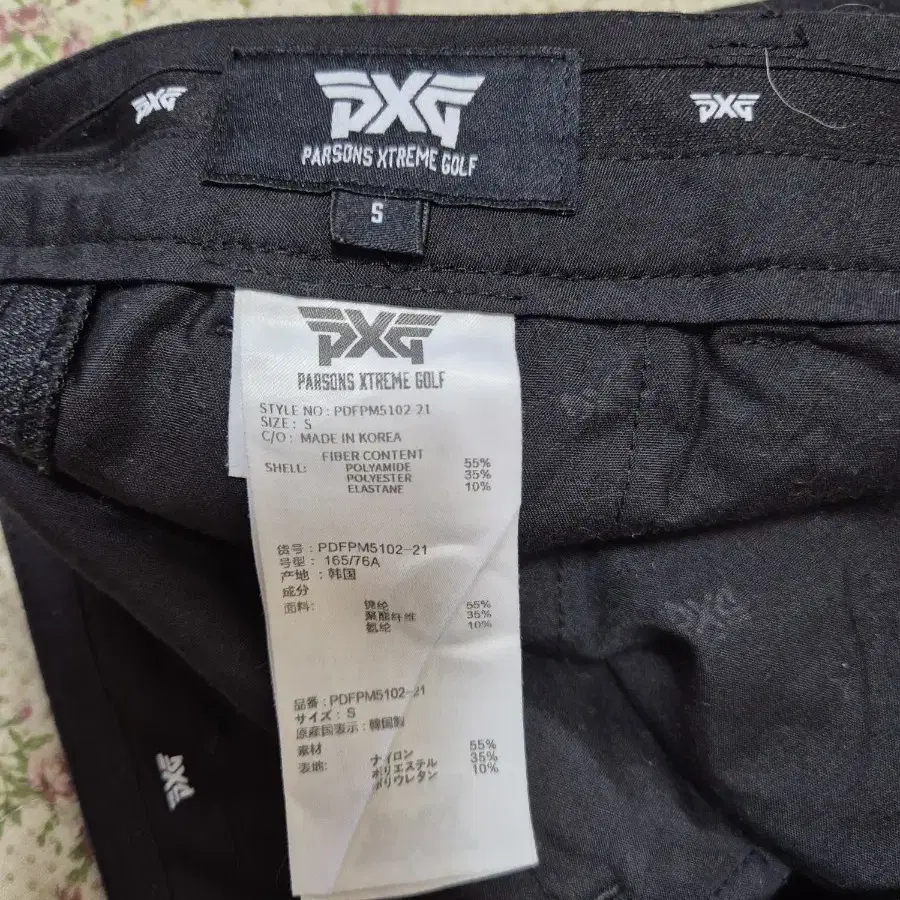 PXG
PXG
PARSONS XTREME GOLF
PXG
S
PXG
PARSONS XTREME GOLF
STYLE NO : PDFPM5102-21
SIZE : S
C/O : MADE IN KOREA
FIBER CONTENT
SHELL: POLYAMIDE 55%
POLYESTER 35%
ELASTANE 10%
货号 : PDFPM5102-21
号型 : 165/76A
产地 : 韩国
成分
面料: 锦纶 55%
聚酯纤维 35%
氨纶 10%
品番 : PDFPM5102-21
サイズ : S
原産国表示 : 韓国製
素材
表地: ナイロン 55%
ポリエステル 35%
ポリウレタン 10%
PXG
PXG